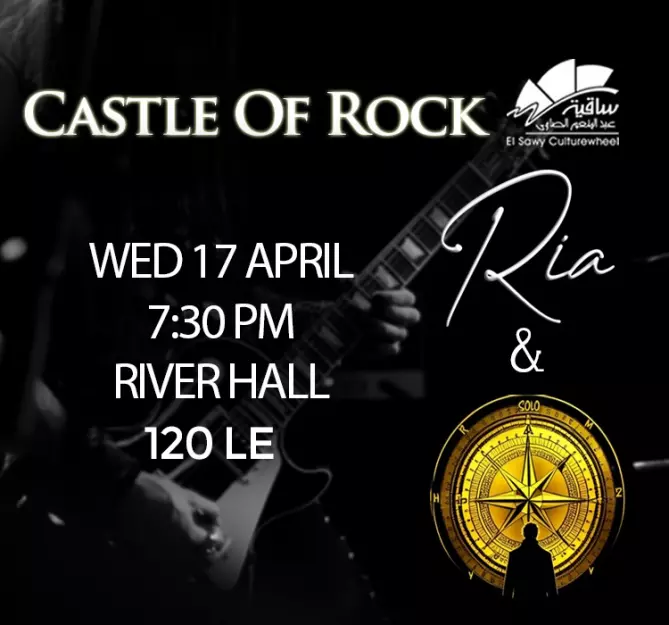 CASTLE OF ROCK
ساقية
عبد المنعم الصاوى
El Sawy Culturewheel
Ria
&
WED 17 APRIL
7:30 PM
RIVER HALL
120 LE
SOLO